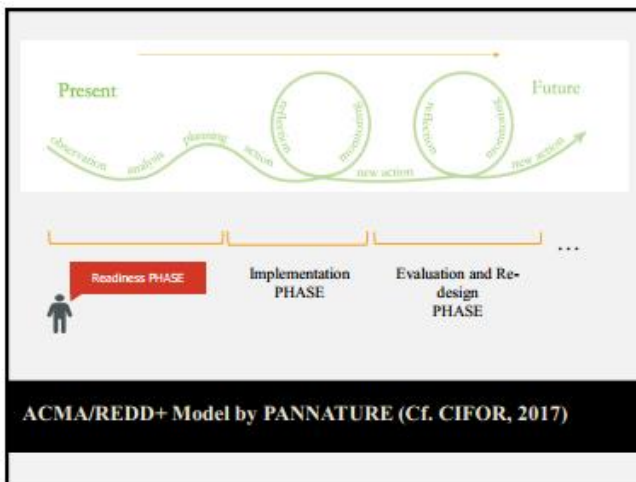 Present
Future
observation
analysis
planning
action
reflection
monitoring
new action
reflection
monitoring
new action
Readiness PHASE
Implementation
PHASE
Evaluation and Re-
design
PHASE
...
ACMA/REDD+ Model by PANNATURE (Cf. CIFOR, 2017)